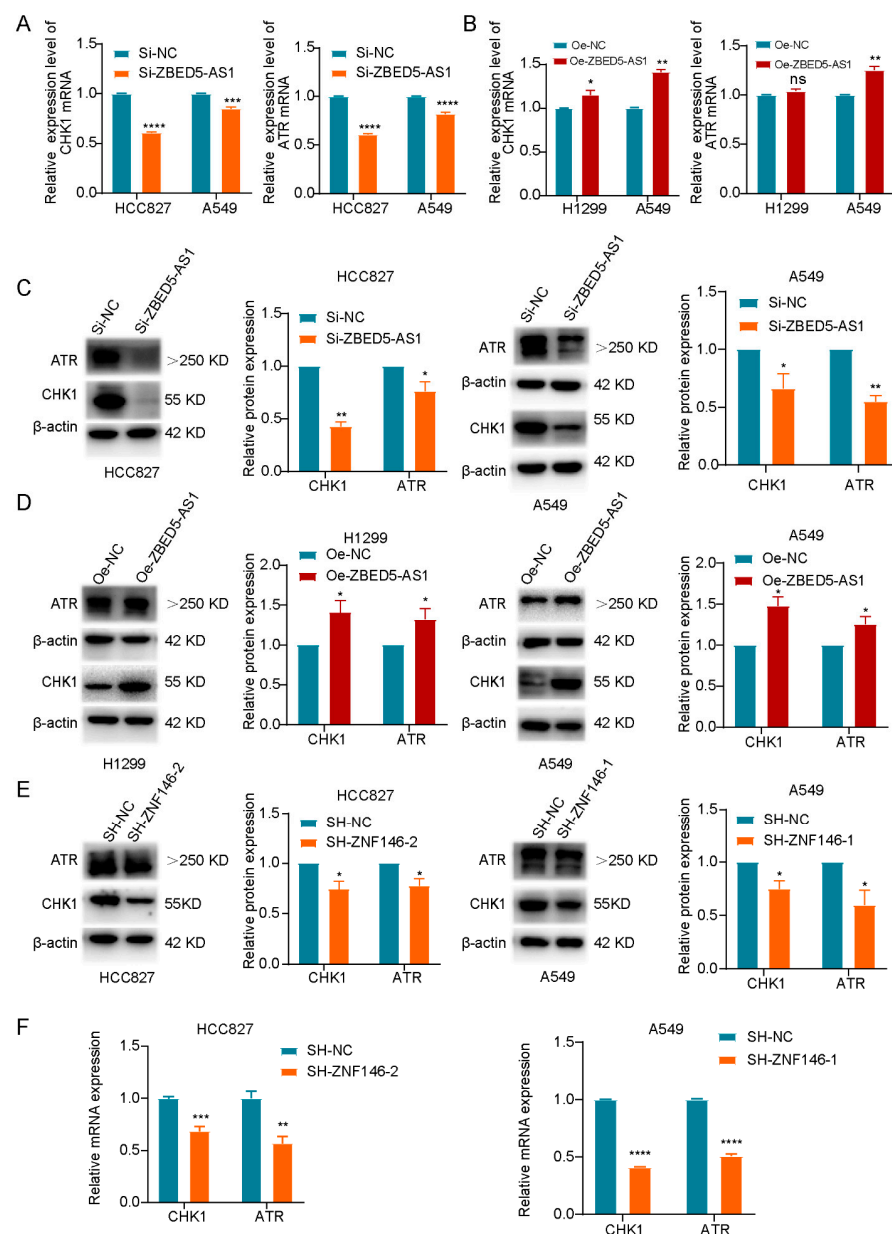 A
Relative expression level of
CHK1 mRNA
1.5
1.0
0.5
0.0
Si-NC
Si-ZBED5-AS1
****
***
HCC827
A549
Relative expression level of
ATR mRNA
1.5
1.0
0.5
0.0
Si-NC
Si-ZBED5-AS1
****
****
HCC827
A549
B
Relative expression level of
CHK1 mRNA
2.0
1.5
1.0
0.5
0.0
Oe-NC
Oe-ZBED5-AS1
*
**
H1299
A549
Relative expression level of
ATR mRNA
2.0
1.5
1.0
0.5
0.0
Oe-NC
Oe-ZBED5-AS1
ns
**
H1299
A549
C
Si-NC
Si-ZBED5-AS1
ATR
>250 KD
CHK1
55 KD
β-actin
42 KD
HCC827
HCC827
Relative protein expression
1.5
1.0
0.5
0.0
Si-NC
Si-ZBED5-AS1
**
*
CHK1
ATR
Si-NC
Si-ZBED5-AS1
ATR
>250 KD
β-actin
42 KD
CHK1
55 KD
β-actin
42 KD
A549
A549
Relative protein expression
1.5
1.0
0.5
0.0
Si-NC
Si-ZBED5-AS1
*
**
CHK1
ATR
D
Oe-NC
Oe-ZBED5-AS1
ATR
>250 KD
β-actin
42 KD
CHK1
55 KD
β-actin
42 KD
H1299
H1299
Relative protein expression
2.0
1.5
1.0
0.5
0.0
Oe-NC
Oe-ZBED5-AS1
*
*
CHK1
ATR
Oe-NC
Oe-ZBED5-AS1
ATR
>250 KD
β-actin
42 KD
CHK1
55 KD
β-actin
42 KD
A549
A549
Relative protein expression
2.0
1.5
1.0
0.5
0.0
Oe-NC
Oe-ZBED5-AS1
*
*
CHK1
ATR
E
SH-NC
SH-ZNF146-2
ATR
>250 KD
CHK1
55KD
β-actin
42 KD
HCC827
HCC827
Relative protein expression
1.5
1.0
0.5
0.0
SH-NC
SH-ZNF146-2
*
*
CHK1
ATR
SH-NC
SH-ZNF146-1
ATR
>250 KD
CHK1
55KD
β-actin
42 KD
A549
A549
Relative protein expression
1.5
1.0
0.5
0.0
SH-NC
SH-ZNF146-1
*
*
CHK1
ATR
F
HCC827
Relative mRNA expression
1.5
1.0
0.5
0.0
SH-NC
SH-ZNF146-2
***
**
CHK1
ATR
A549
Relative mRNA expression
1.5
1.0
0.5
0.0
SH-NC
SH-ZNF146-1
****
****
CHK1
ATR